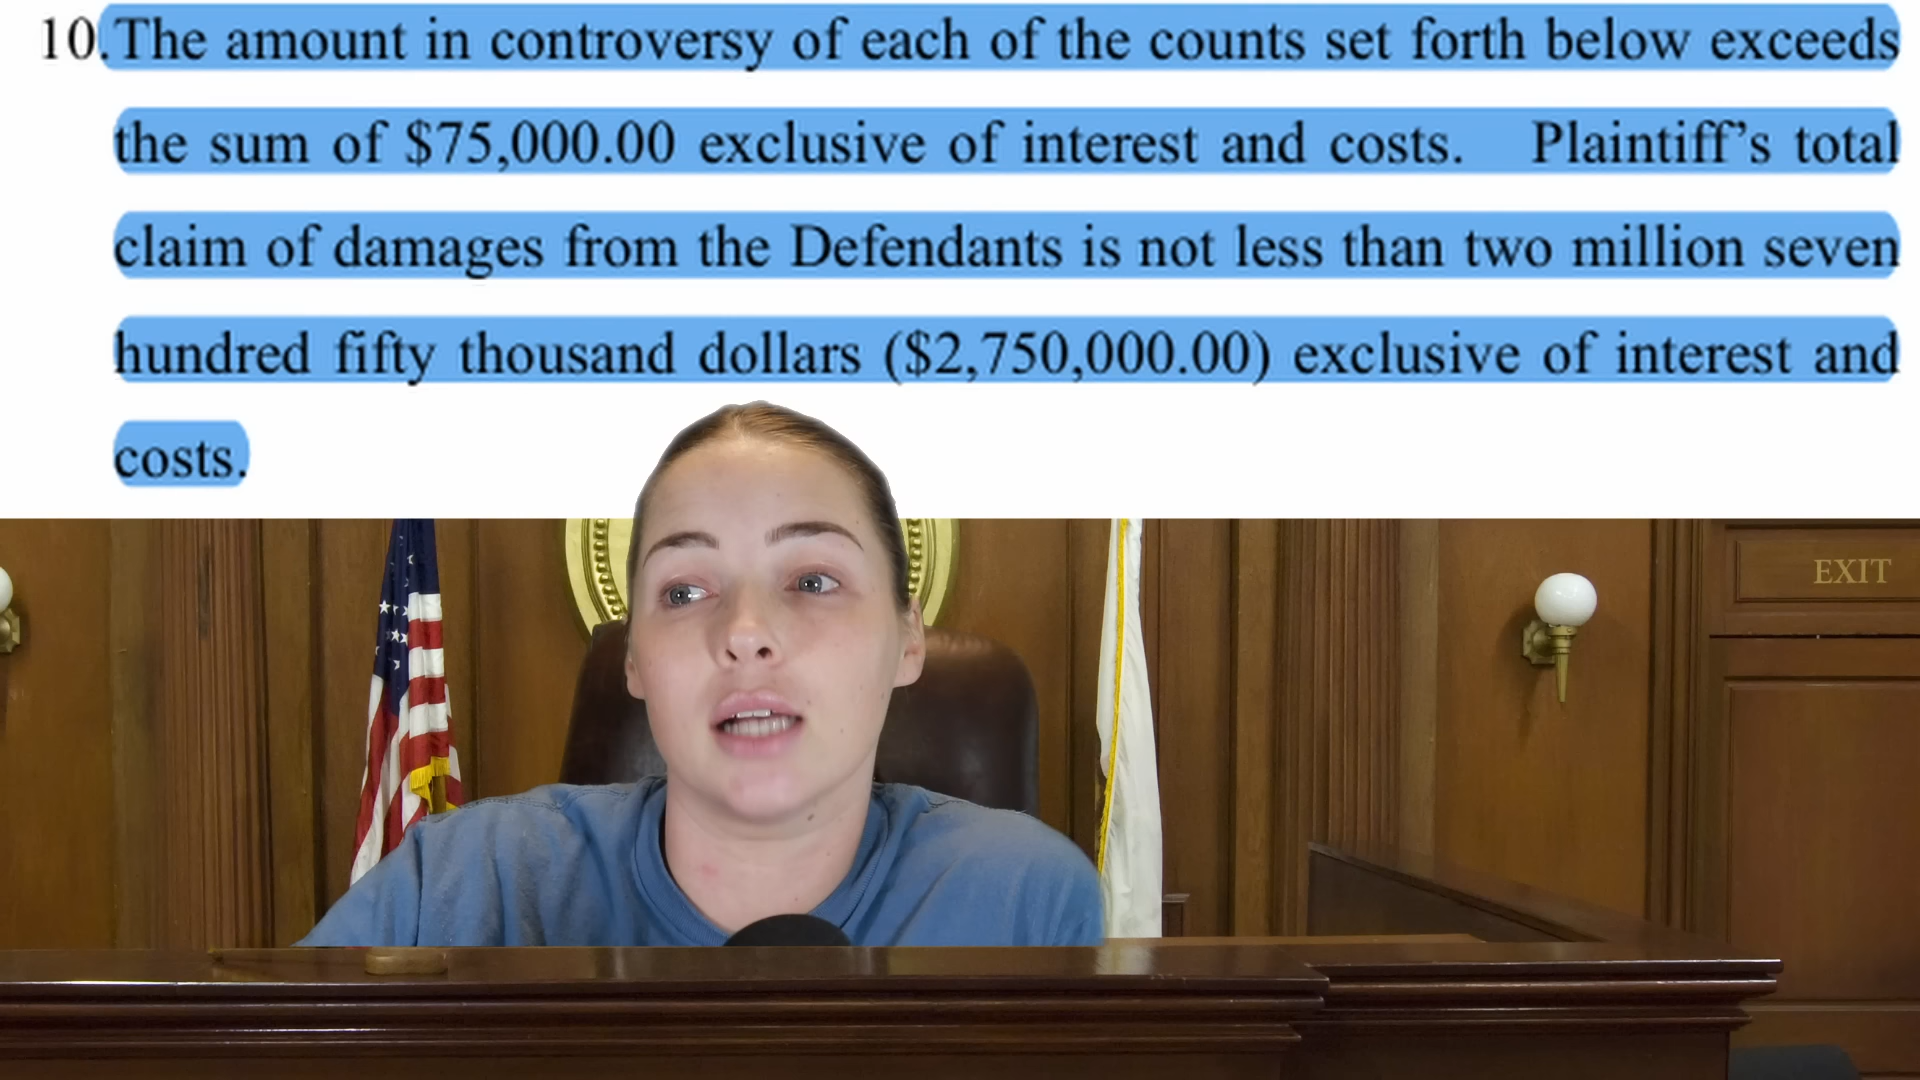 10. The amount in controversy of each of the counts set forth below exceeds
the sum of $75,000.00 exclusive of interest and costs. Plaintiff’s total
claim of damages from the Defendants is not less than two million seven
hundred fifty thousand dollars ($2,750,000.00) exclusive of interest and
costs.
EXIT